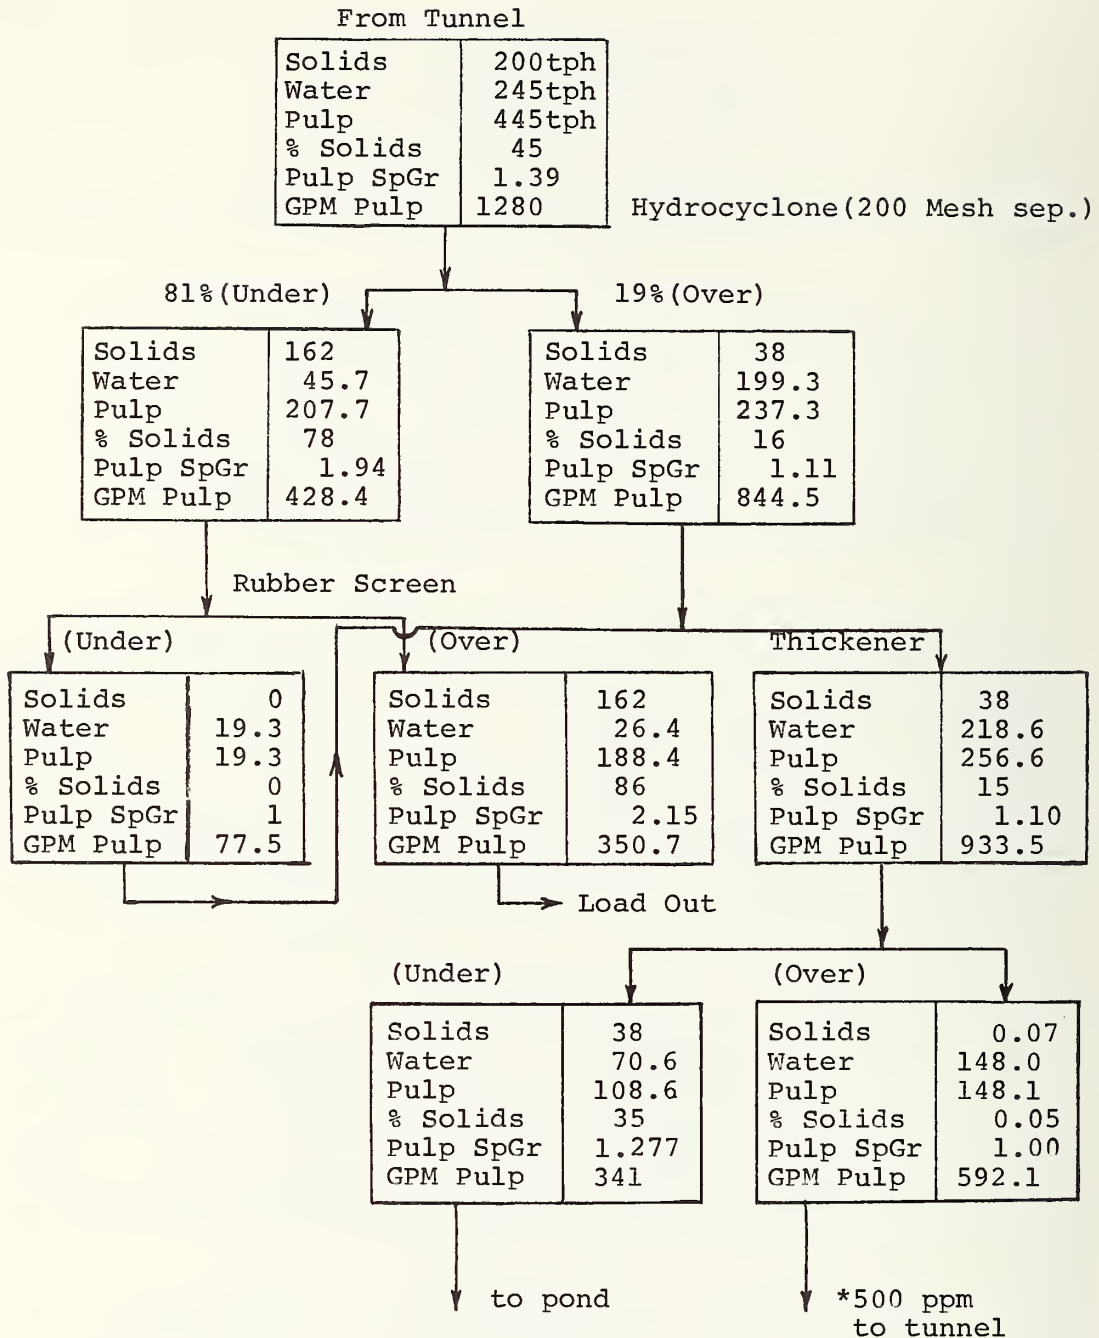 From Tunnel
Solids 200tph
Water 245tph
Pulp 445tph
% Solids 45
Pulp SpGr 1.39
GPM Pulp 1280
Hydrocyclone(200 Mesh sep.)
81%(Under)
19%(Over)
Solids 162
Water 45.7
Pulp 207.7
% Solids 78
Pulp SpGr 1.94
GPM Pulp 428.4
Solids 38
Water 199.3
Pulp 237.3
% Solids 16
Pulp SpGr 1.11
GPM Pulp 844.5
Rubber Screen
(Under)
(Over)
Thickener
Solids 0
Water 19.3
Pulp 19.3
% Solids 0
Pulp SpGr 1
GPM Pulp 77.5
Solids 162
Water 26.4
Pulp 188.4
% Solids 86
Pulp SpGr 2.15
GPM Pulp 350.7
Solids 38
Water 218.6
Pulp 256.6
% Solids 15
Pulp SpGr 1.10
GPM Pulp 933.5
Load Out
(Under)
(Over)
Solids 38
Water 70.6
Pulp 108.6
% Solids 35
Pulp SpGr 1.277
GPM Pulp 341
Solids 0.07
Water 148.0
Pulp 148.1
% Solids 0.05
Pulp SpGr 1.00
GPM Pulp 592.1
to pond
*500 ppm
to tunnel